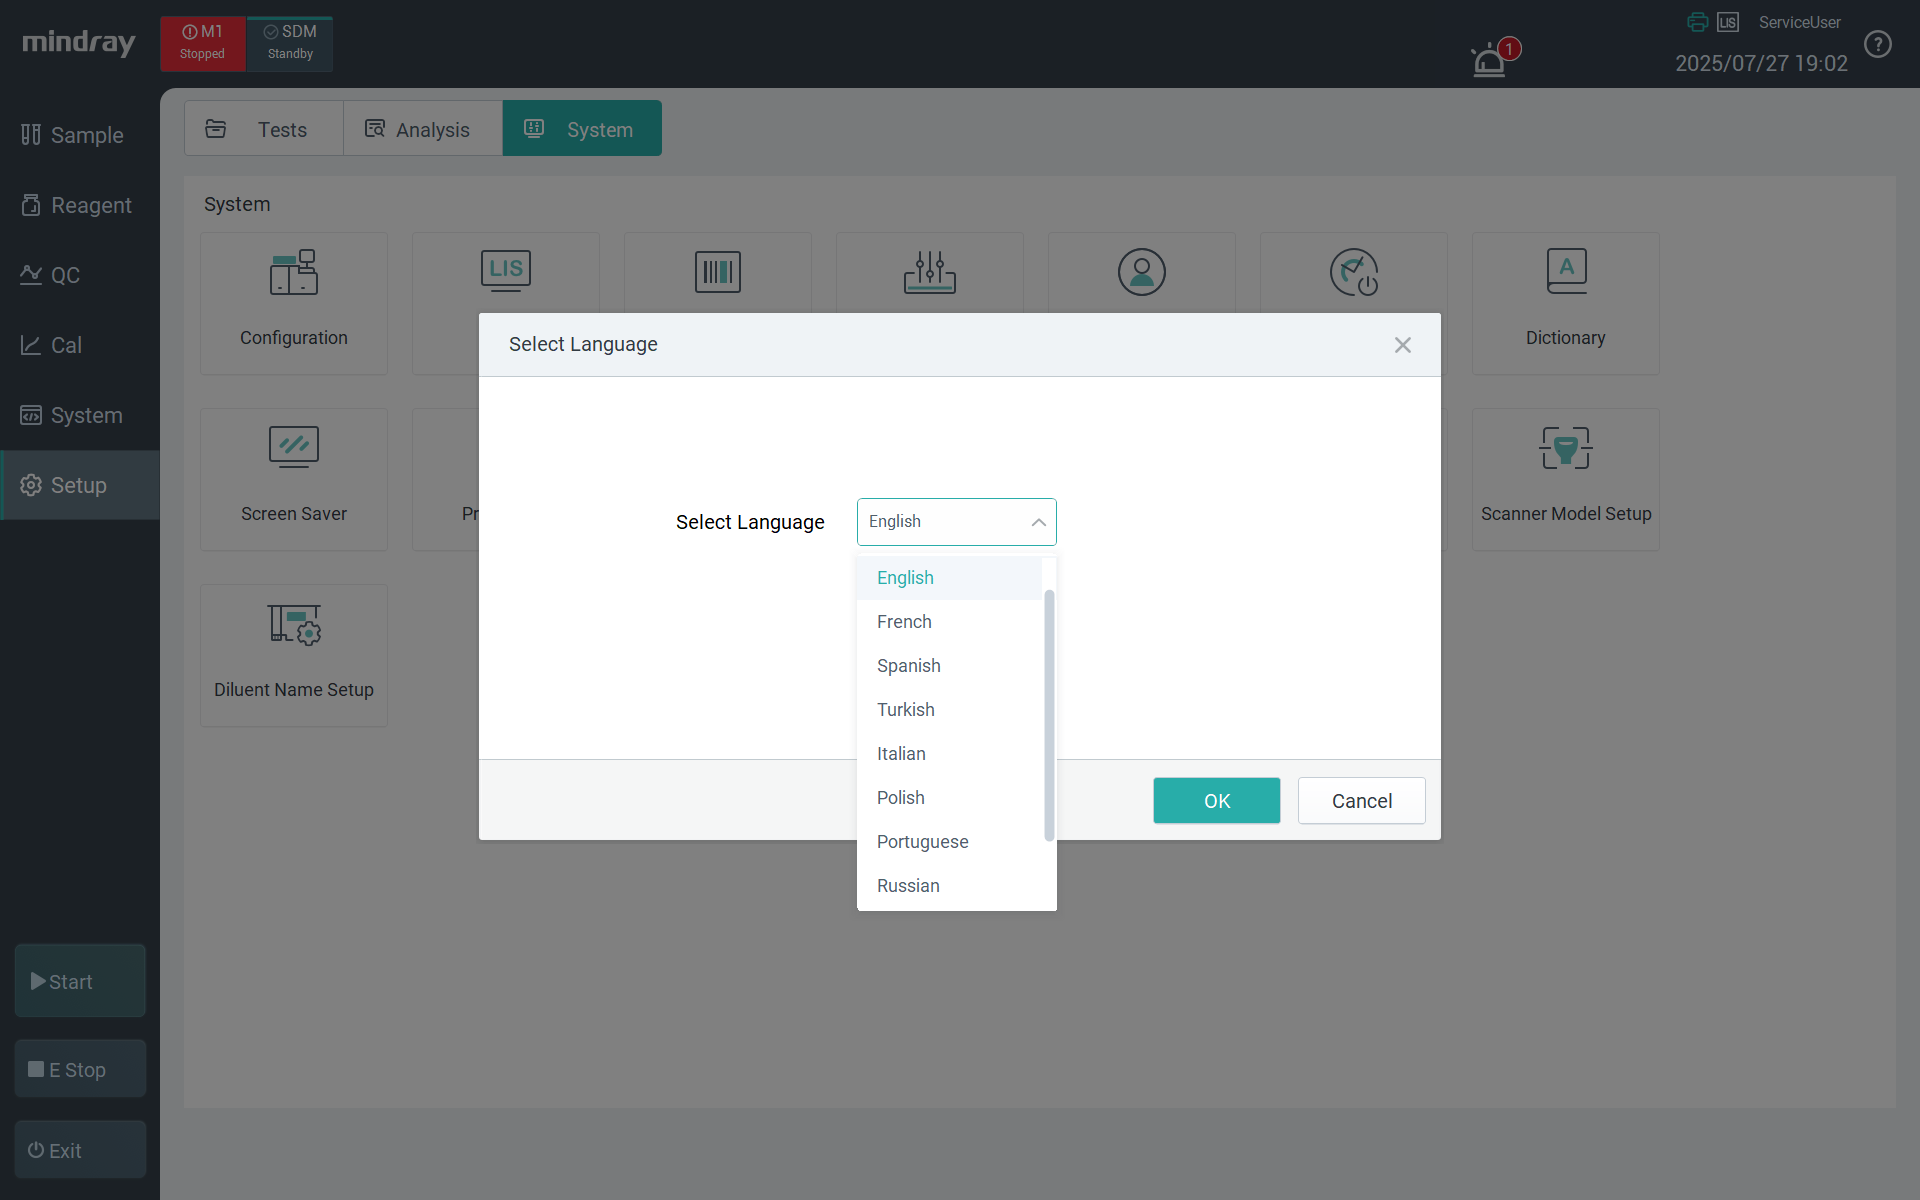 mindray
M1
Stopped
SDM
Standby
1
LIS
ServiceUser
2025/07/27 19:02
?
Sample
Reagent
QC
Cal
System
Setup
Start
E Stop
Exit
Tests
Analysis
System
System
LIS
A
Configuration
Dictionary
Screen Saver
Pr
Scanner Model Setup
Diluent Name Setup
Select Language
Select Language
English
English
French
Spanish
Turkish
Italian
Polish
Portuguese
Russian
OK
Cancel